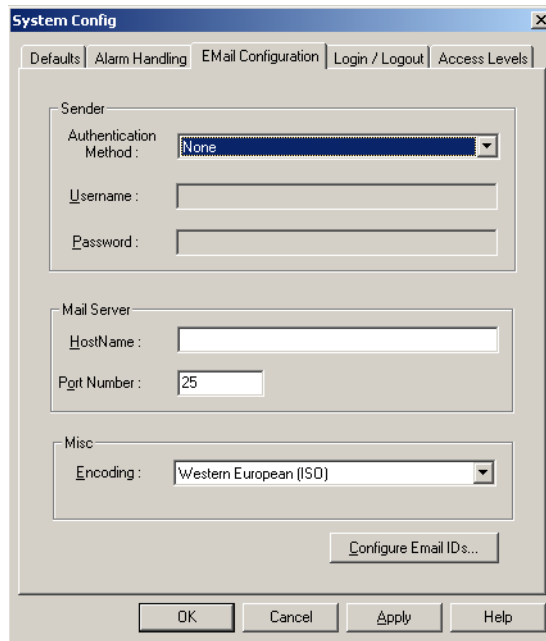 System Config
Defaults
Alarm Handling
EMail Configuration
Login / Logout
Access Levels
Sender
Authentication
Method :
None
Username :
Password :
Mail Server
HostName :
Port Number :
25
Misc
Encoding :
Western European (ISO)
Configure Email IDs...
OK
Cancel
Apply
Help